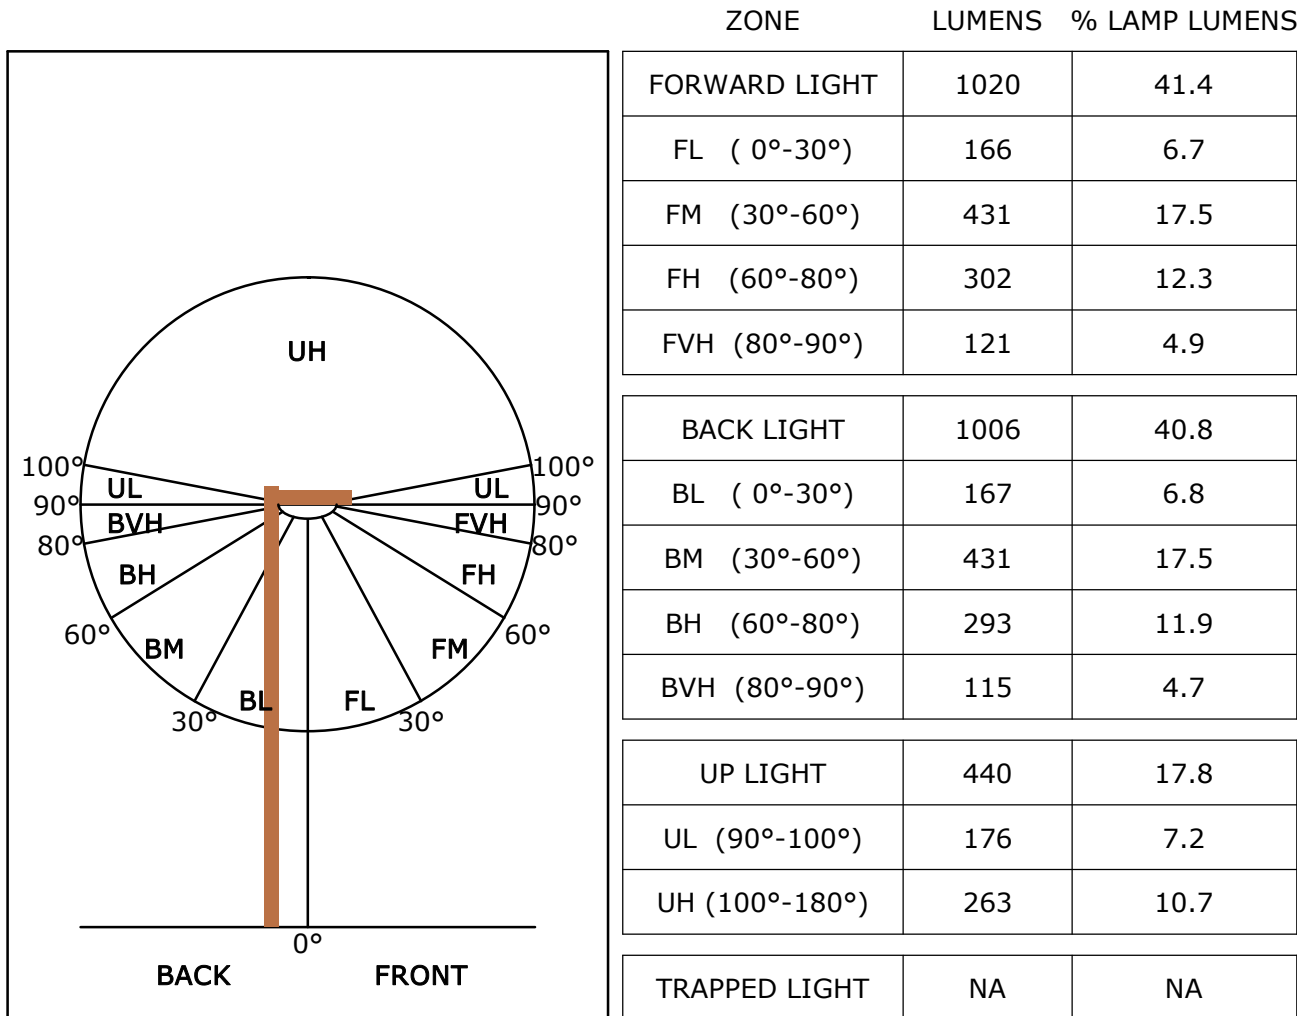 ZONE LUMENS % LAMP LUMENS
FORWARD LIGHT 1020 41.4
FL ( 0°-30°) 166 6.7
FM (30°-60°) 431 17.5
FH (60°-80°) 302 12.3
FVH (80°-90°) 121 4.9
BACK LIGHT 1006 40.8
BL ( 0°-30°) 167 6.8
BM (30°-60°) 431 17.5
BH (60°-80°) 293 11.9
BVH (80°-90°) 115 4.7
UP LIGHT 440 17.8
UL (90°-100°) 176 7.2
UH (100°-180°) 263 10.7
TRAPPED LIGHT NA NA
UH
100° 100°
UL UL
90° 90°
BVH FVH
80° 80°
BH FH
60° 60°
BM FM
BL FL
30° 30°
0°
BACK FRONT